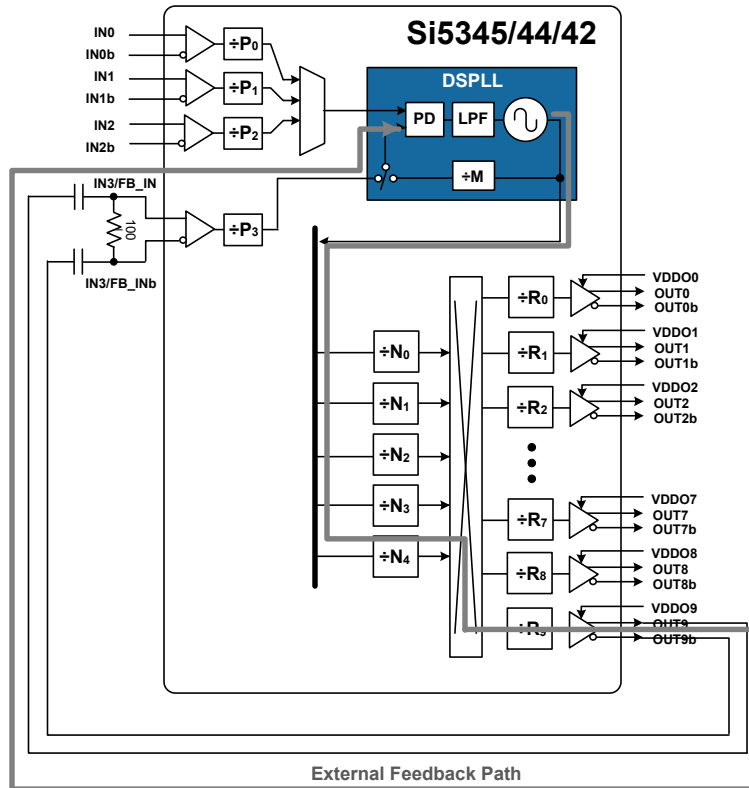 Si5345/44/42
IN0
IN0b
÷P0
IN1
IN1b
÷P1
IN2
IN2b
÷P2
DSPLL
PD
LPF
÷M
IN3/FB_IN
100
÷P3
IN3/FB_INb
÷N0
÷N1
÷N2
÷N3
÷N4
÷R0
VDDO0
OUT0
OUT0b
÷R1
VDDO1
OUT1
OUT1b
÷R2
VDDO2
OUT2
OUT2b
÷R7
VDDO7
OUT7
OUT7b
÷R8
VDDO8
OUT8
OUT8b
÷R9
VDDO9
OUT9
OUT9b
External Feedback Path